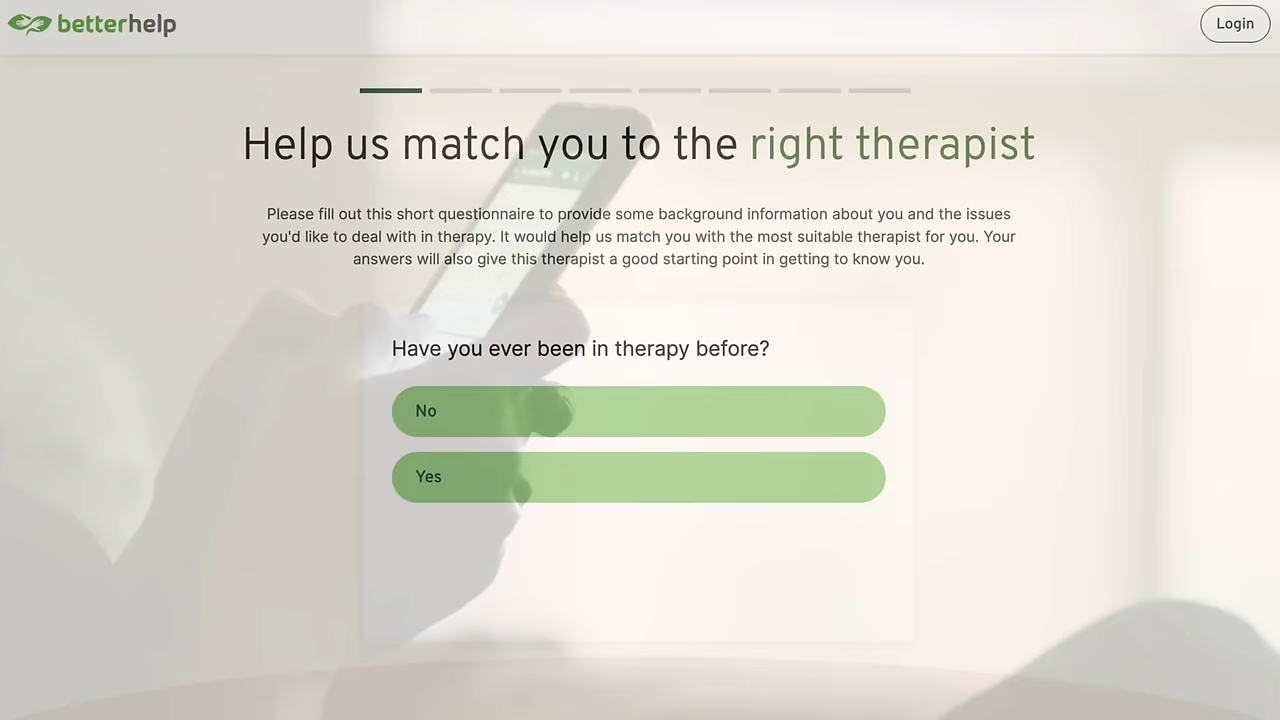 betterhelp
Login
Help us match you to the right therapist
Please fill out this short questionnaire to provide some background information about you and the issues
you'd like to deal with in therapy. It would help us match you with the most suitable therapist for you. Your
answers will also give this therapist a good starting point in getting to know you.
Have you ever been in therapy before?
No
Yes